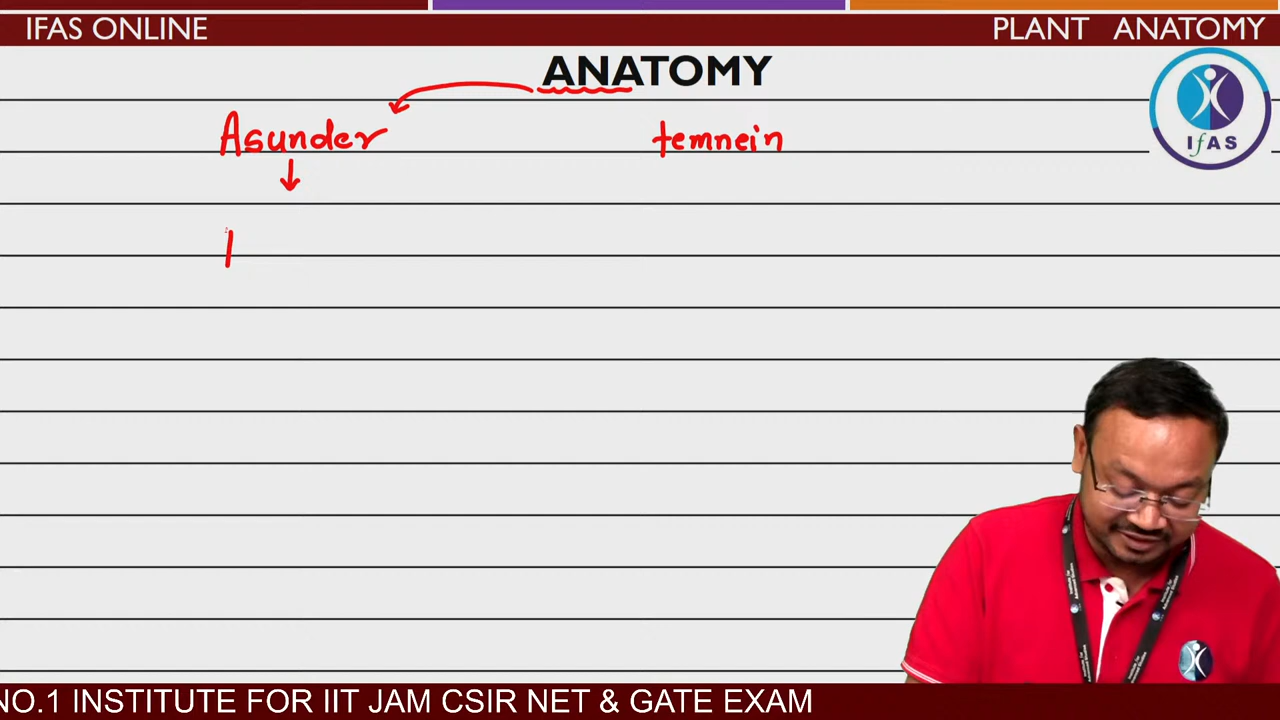 IFAS ONLINE
PLANT ANATOMY
ANATOMY
Asunder temnein
IfAS
NO.1 INSTITUTE FOR IIT JAM CSIR NET & GATE EXAM